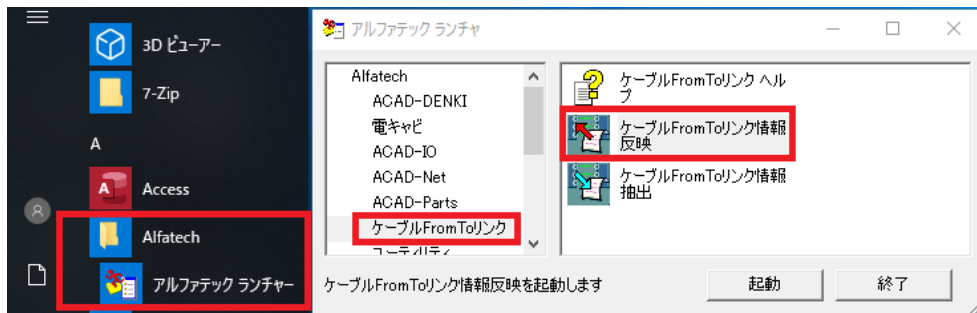 3D ビューアー
7-Zip
A
Access
Alfatech
アルファテック ランチャー
アルファテック ランチャ
Alfatech
ACAD-DENKI
電キャビ
ACAD-IO
ACAD-Net
ACAD-Parts
ケーブルFromToリンク
ユーティリティ
ケーブルFromToリンク ヘル
プ
ケーブルFromToリンク情報
反映
ケーブルFromToリンク情報
抽出
ケーブルFromToリンク情報反映を起動します
起動
終了